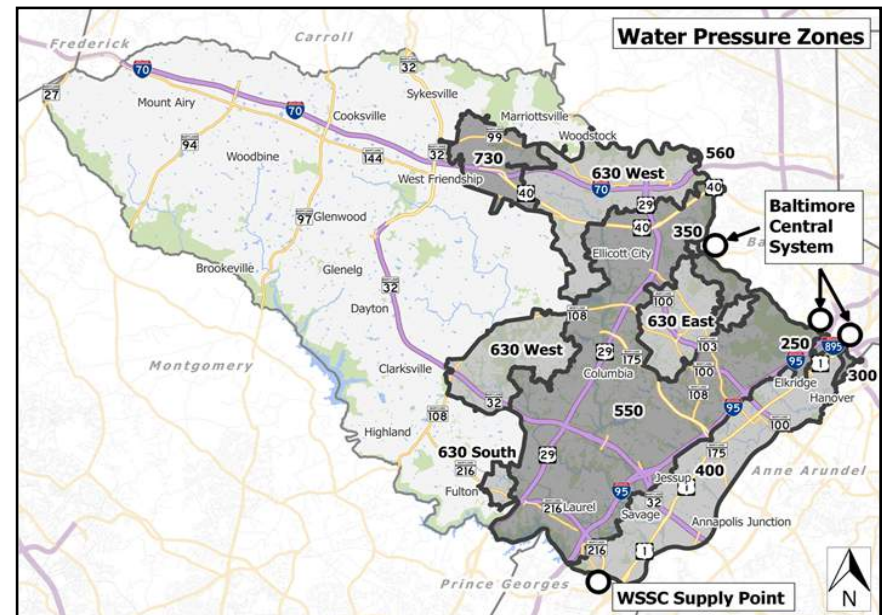 Water Pressure Zones
Frederick
Carroll
70
32
27
Mount Airy
Sykesville
Cooksville
70
Marriottsville
94
99
Woodstock
144
32
730
560
Woodbine
West Friendship
630 West
40
70
40
29
97
Glenwood
40
350
Baltimore
Central
System
Ba
Ellicott City
Brookeville
Glenelg
32
100
Dayton
108
630 East
250
895
Montgomery
630 West
29
103
95
1
300
175
Clarksville
Columbia
100
Elkridge
Hanover
32
108
95
550
100
108
Highland
630 South
29
175
Anne Arundel
216
400
Jessup
1
Fulton
95
32
216
Laurel
Savage
Annapolis Junction
216
1
Prince Georges
WSSC Supply Point
N